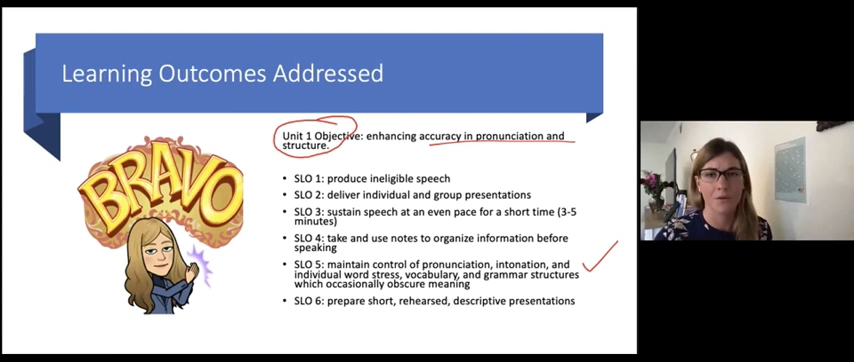 Learning Outcomes Addressed
Unit 1 Objective: enhancing accuracy in pronunciation and
structure.
BRAVO
• SLO 1: produce ineligible speech
• SLO 2: deliver individual and group presentations
• SLO 3: sustain speech at an even pace for a short time (3-5
minutes)
• SLO 4: take and use notes to organize information before
speaking
• SLO 5: maintain control of pronunciation, intonation, and
individual word stress, vocabulary, and grammar structures
which occasionally obscure meaning
• SLO 6: prepare short, rehearsed, descriptive presentations